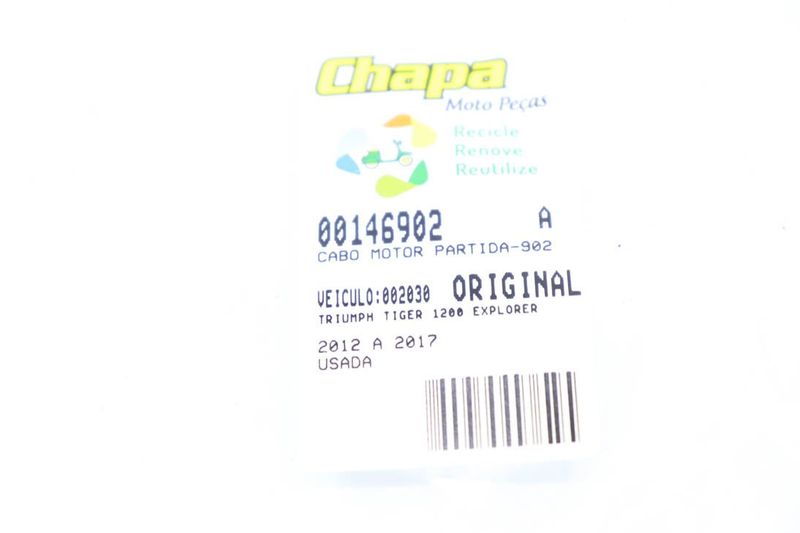 Chapa
Moto Peças
Recicle
Renove
Reutilize
00146902 A
CABO MOTOR PARTIDA-902
VEICULO:002030 ORIGINAL
TRIUMPH TIGER 1200 EXPLORER
2012 A 2017
USADA